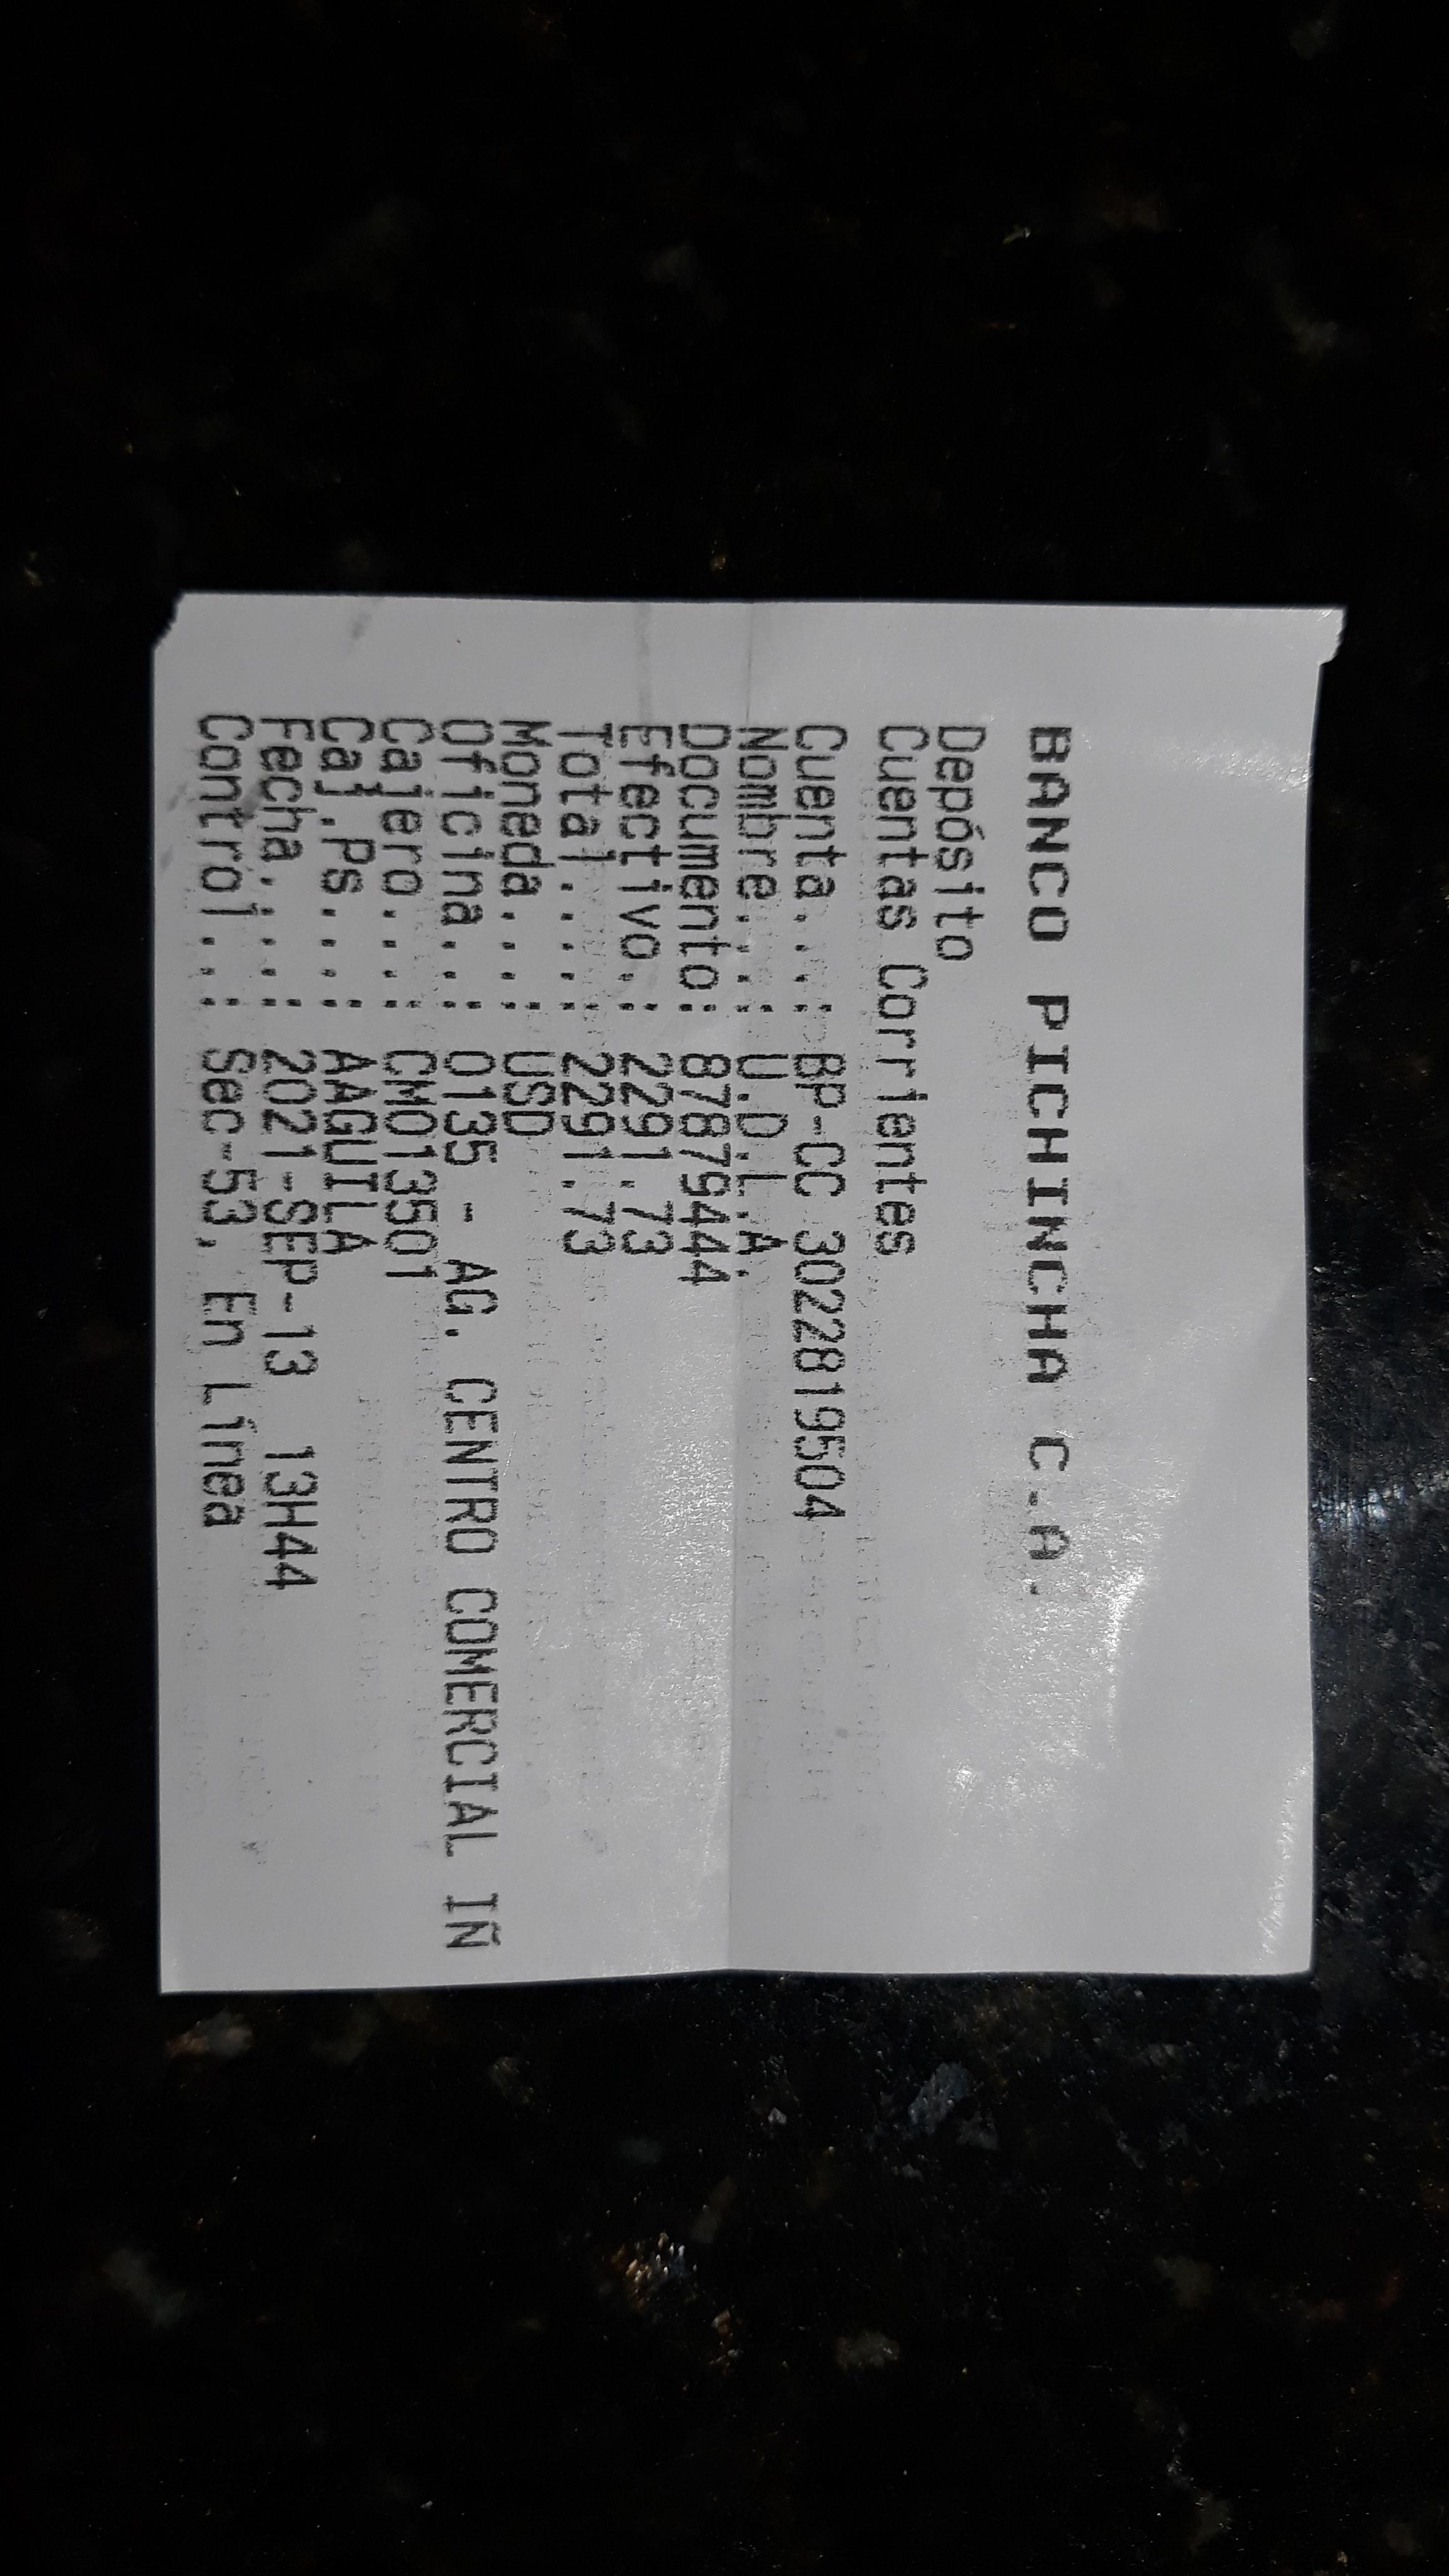 BANCO PICHINCHA C.A.
Depósito
Cuentas Corrientes
Cuenta...: BP-CC 3022819504
Nombre...: U.D.L.A.
Documento: 87879444
Efectivo.: 2291.73
Total....: 2291.73
Moneda...: USD
Oficina..: 0135 - AG. CENTRO COMERCIAL IÑ
Cajero...: CM013501
Caj.Ps...: AAGUILA
Fecha....: 2021-SEP-13 13H44
Control..: Sec-53, En Línea